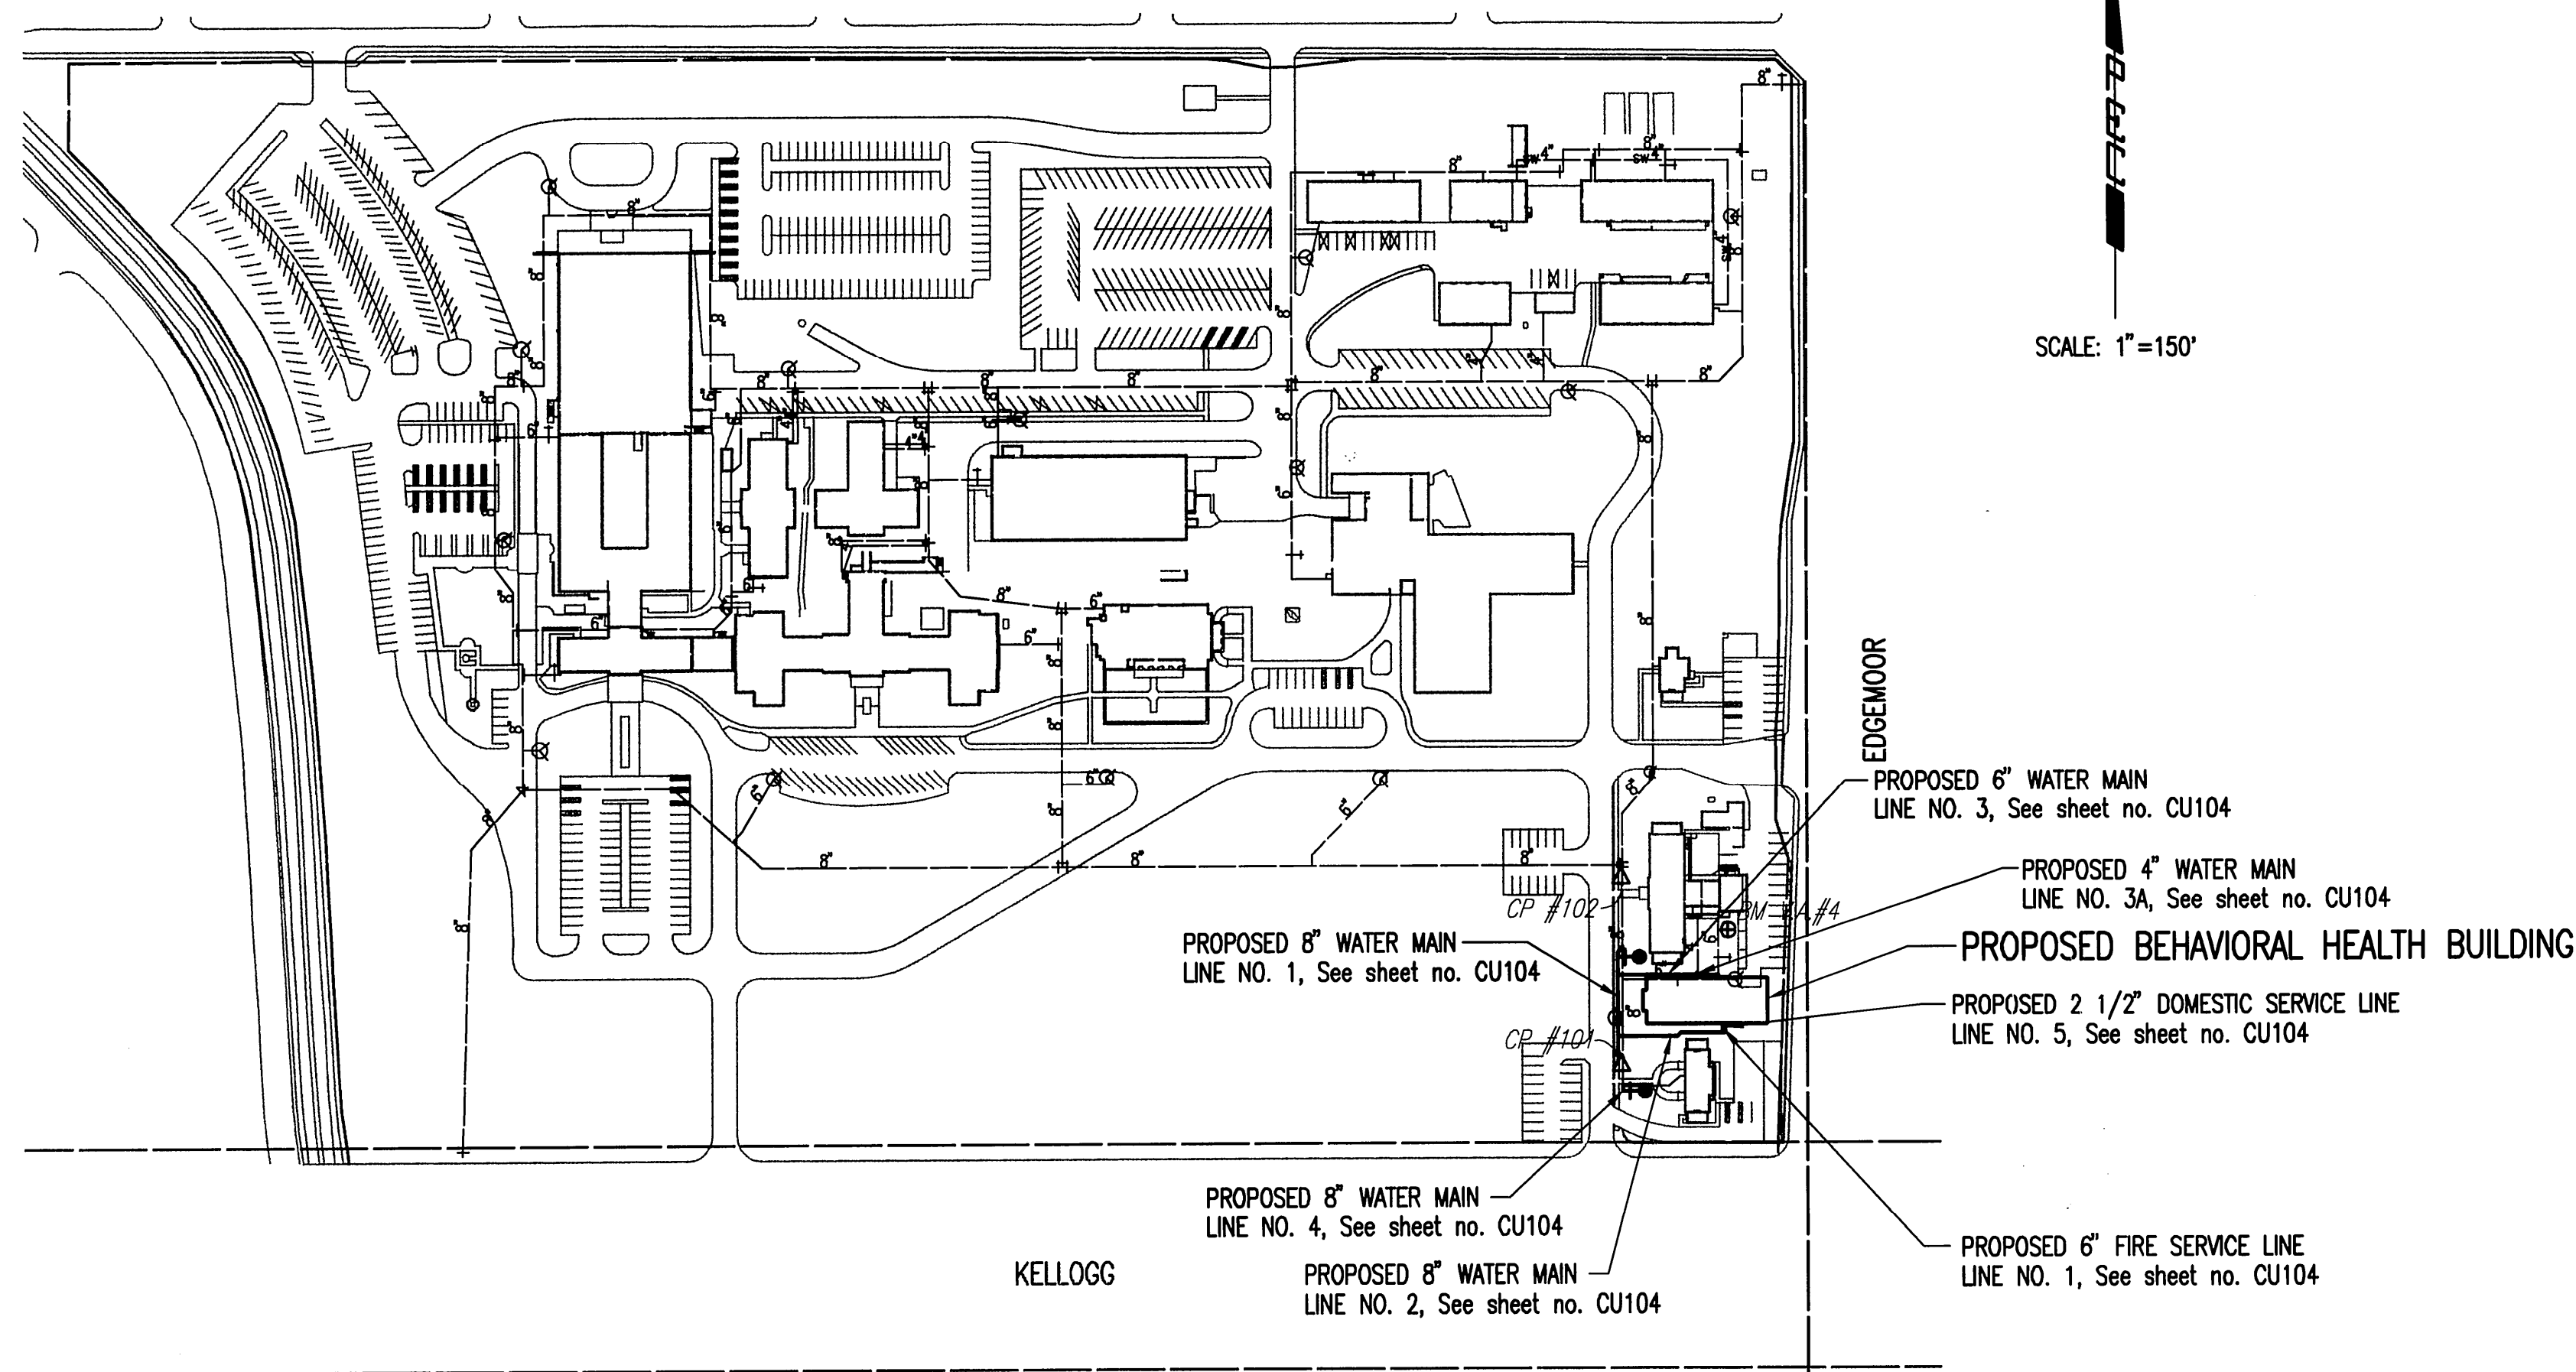 SCALE: 1"=150'
EDGEMOOR
PROPOSED 6" WATER MAIN
LINE NO. 3, See sheet no. CU104
PROPOSED 4" WATER MAIN
LINE NO. 3A, See sheet no. CU104
CP #102
#4
PROPOSED 8" WATER MAIN
LINE NO. 1, See sheet no. CU104
PROPOSED BEHAVIORAL HEALTH BUILDING
PROPOSED 2 1/2" DOMESTIC SERVICE LINE
LINE NO. 5, See sheet no. CU104
CP #101
PROPOSED 8" WATER MAIN
LINE NO. 4, See sheet no. CU104
PROPOSED 6" FIRE SERVICE LINE
LINE NO. 1, See sheet no. CU104
KELLOGG
PROPOSED 8" WATER MAIN
LINE NO. 2, See sheet no. CU104